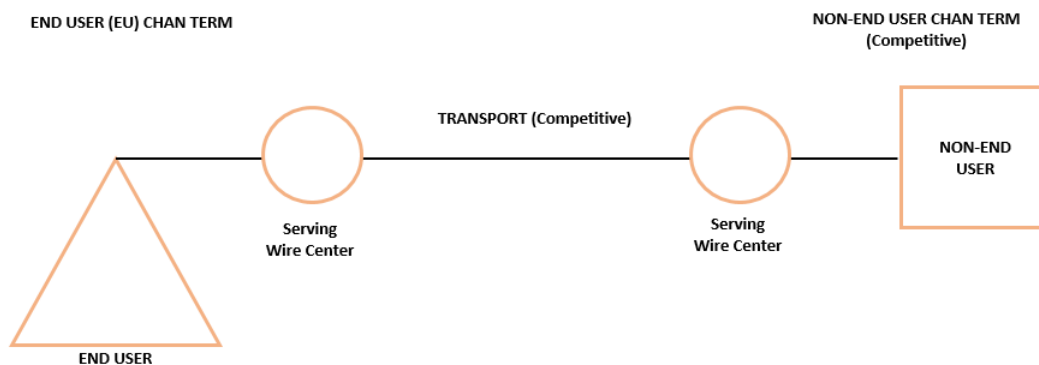 END USER (EU) CHAN TERM
NON-END USER CHAN TERM
(Competitive)
TRANSPORT (Competitive)
NON-END
USER
Serving
Wire Center
Serving
Wire Center
END USER